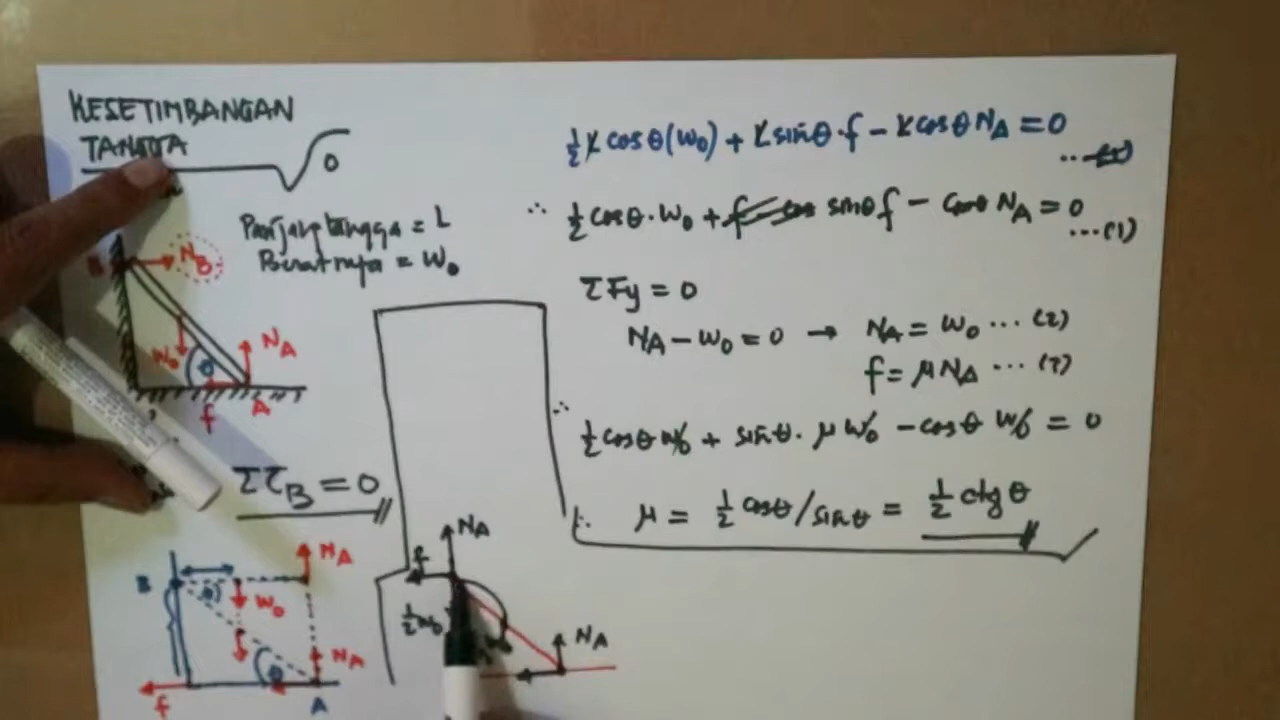 KESETIMBANGAN
TANGGA
0
Panjang tangga = L
Beratnya = W₀
B N_B
W₀ θ N_A
f A
Στ_B = 0
B θ W₀ N_A
θ N_A
f A
N_A
f
½W₀
N_A
½ L cos θ (W₀) + L sin θ · f − L cos θ N_A = 0
∴ ½ cos θ · W₀ + sin θ f − cos θ N_A = 0
...(1)
ΣFy = 0
N_A − W₀ = 0 → N_A = W₀ ... (2)
f = μ N_A ... (3)
∴ ½ cos θ W₀ + sin θ · μ W₀ − cos θ W₀ = 0
∴ μ = ½ cos θ / sin θ = ½ ctg θ